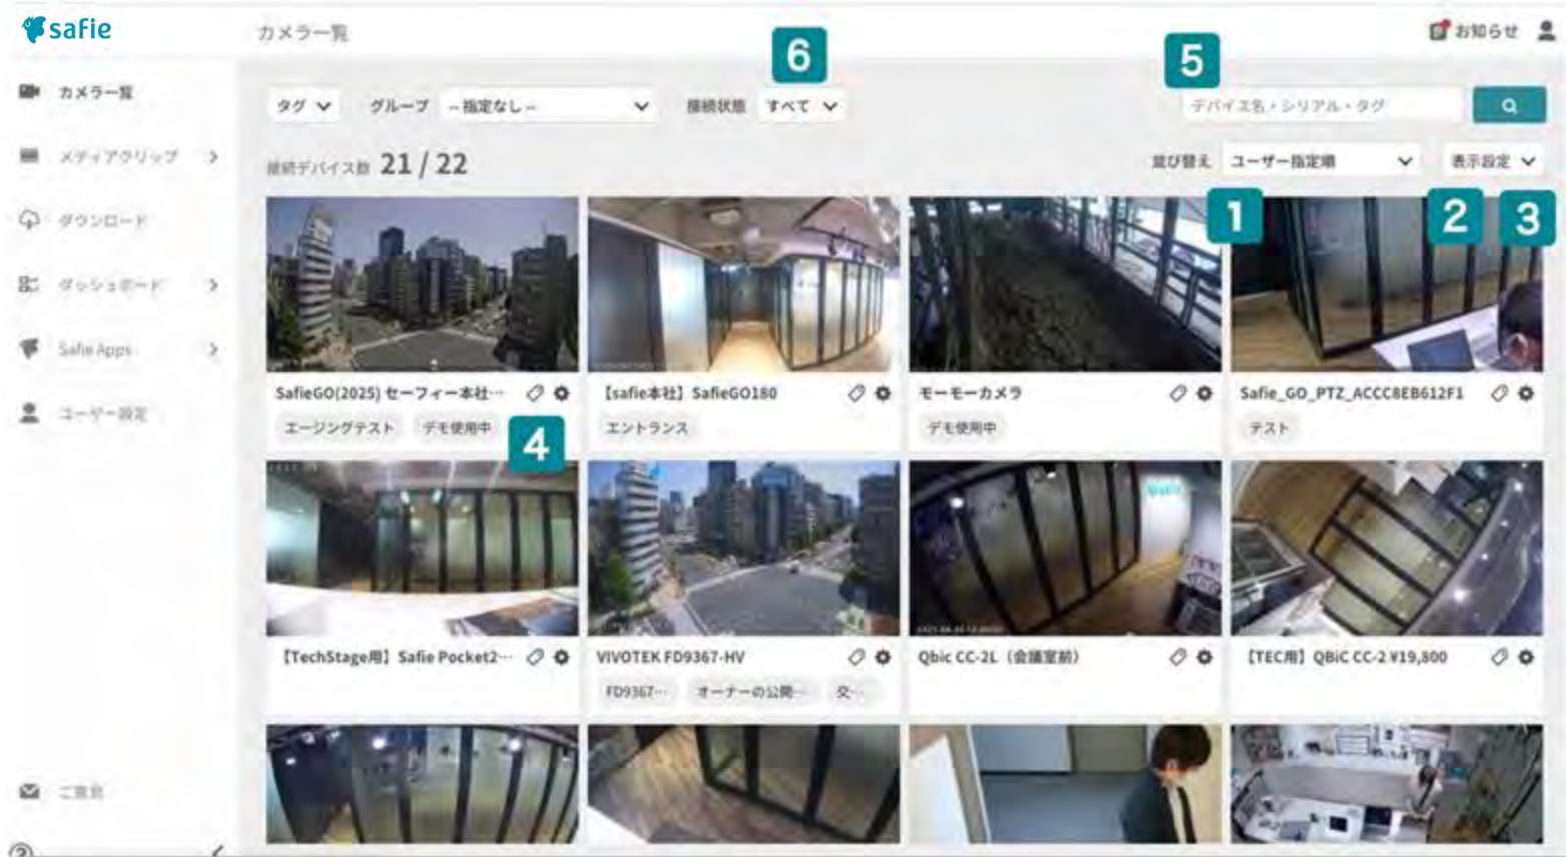 safie
カメラ一覧
お知らせ
カメラ一覧
メディアクリップ
ダウンロード
ダッシュボード
Safie Apps
ユーザー設定
ご意見
6
5
タグ
グループ
-- 指定なし --
接続状態
すべて
デバイス名・シリアル・タグ
接続デバイス数 21 / 22
並び替え
ユーザー指定順
表示設定
1
2
3
SafieGO(2025) セーフィー本社…
エージングテスト
デモ使用中
4
【safie本社】SafieGO180
エントランス
モーモーカメラ
デモ使用中
Safie_GO_PTZ_ACCC8EB612F1
テスト
【TechStage用】Safie Pocket2…
VIVOTEK FD9367-HV
FD9367…
オーナーの公開…
交…
Qbic CC-2L（会議室前）
【TEC用】QBiC CC-2 ¥19,800